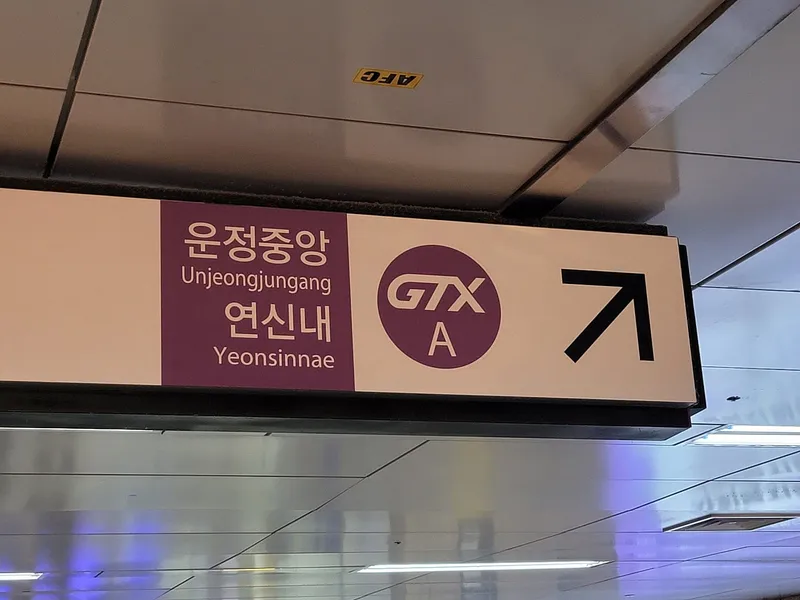 AFC
운정중앙
Unjeongjungang
연신내
Yeonsinnae
GTX
A